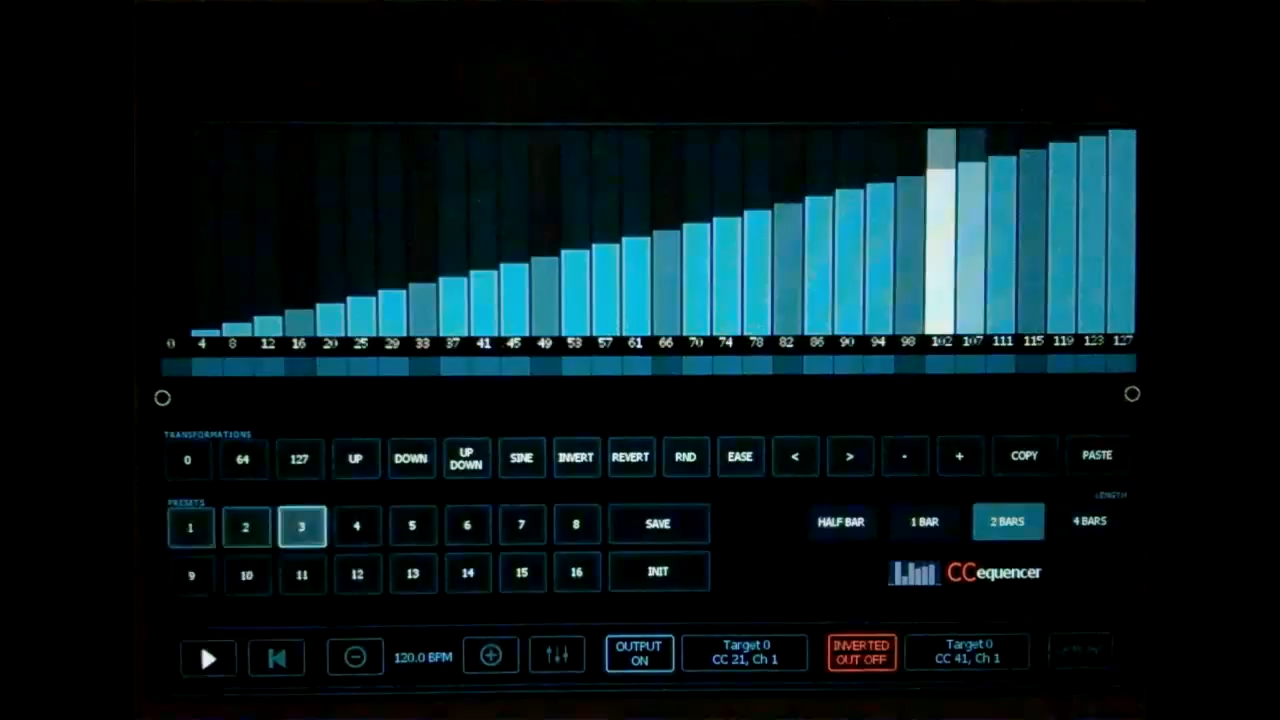 0 4 8 12 16 20 25 29 33 37 41 45 49 53 57 61 66 70 74 78 82 86 90 94 98 102 107 111 115 119 123 127
TRANSFORMATIONS
0 64 127 UP DOWN UP DOWN SINE INVERT REVERT RND EASE < > - + COPY PASTE
PRESETS
LENGTH
1 2 3 4 5 6 7 8 SAVE
HALF BAR 1 BAR 2 BARS 4 BARS
9 10 11 12 13 14 15 16 INIT
CCequencer
120.0 BPM
OUTPUT
ON
Target 0
CC 21, Ch 1
INVERTED
OUT OFF
Target 0
CC 41, Ch 1